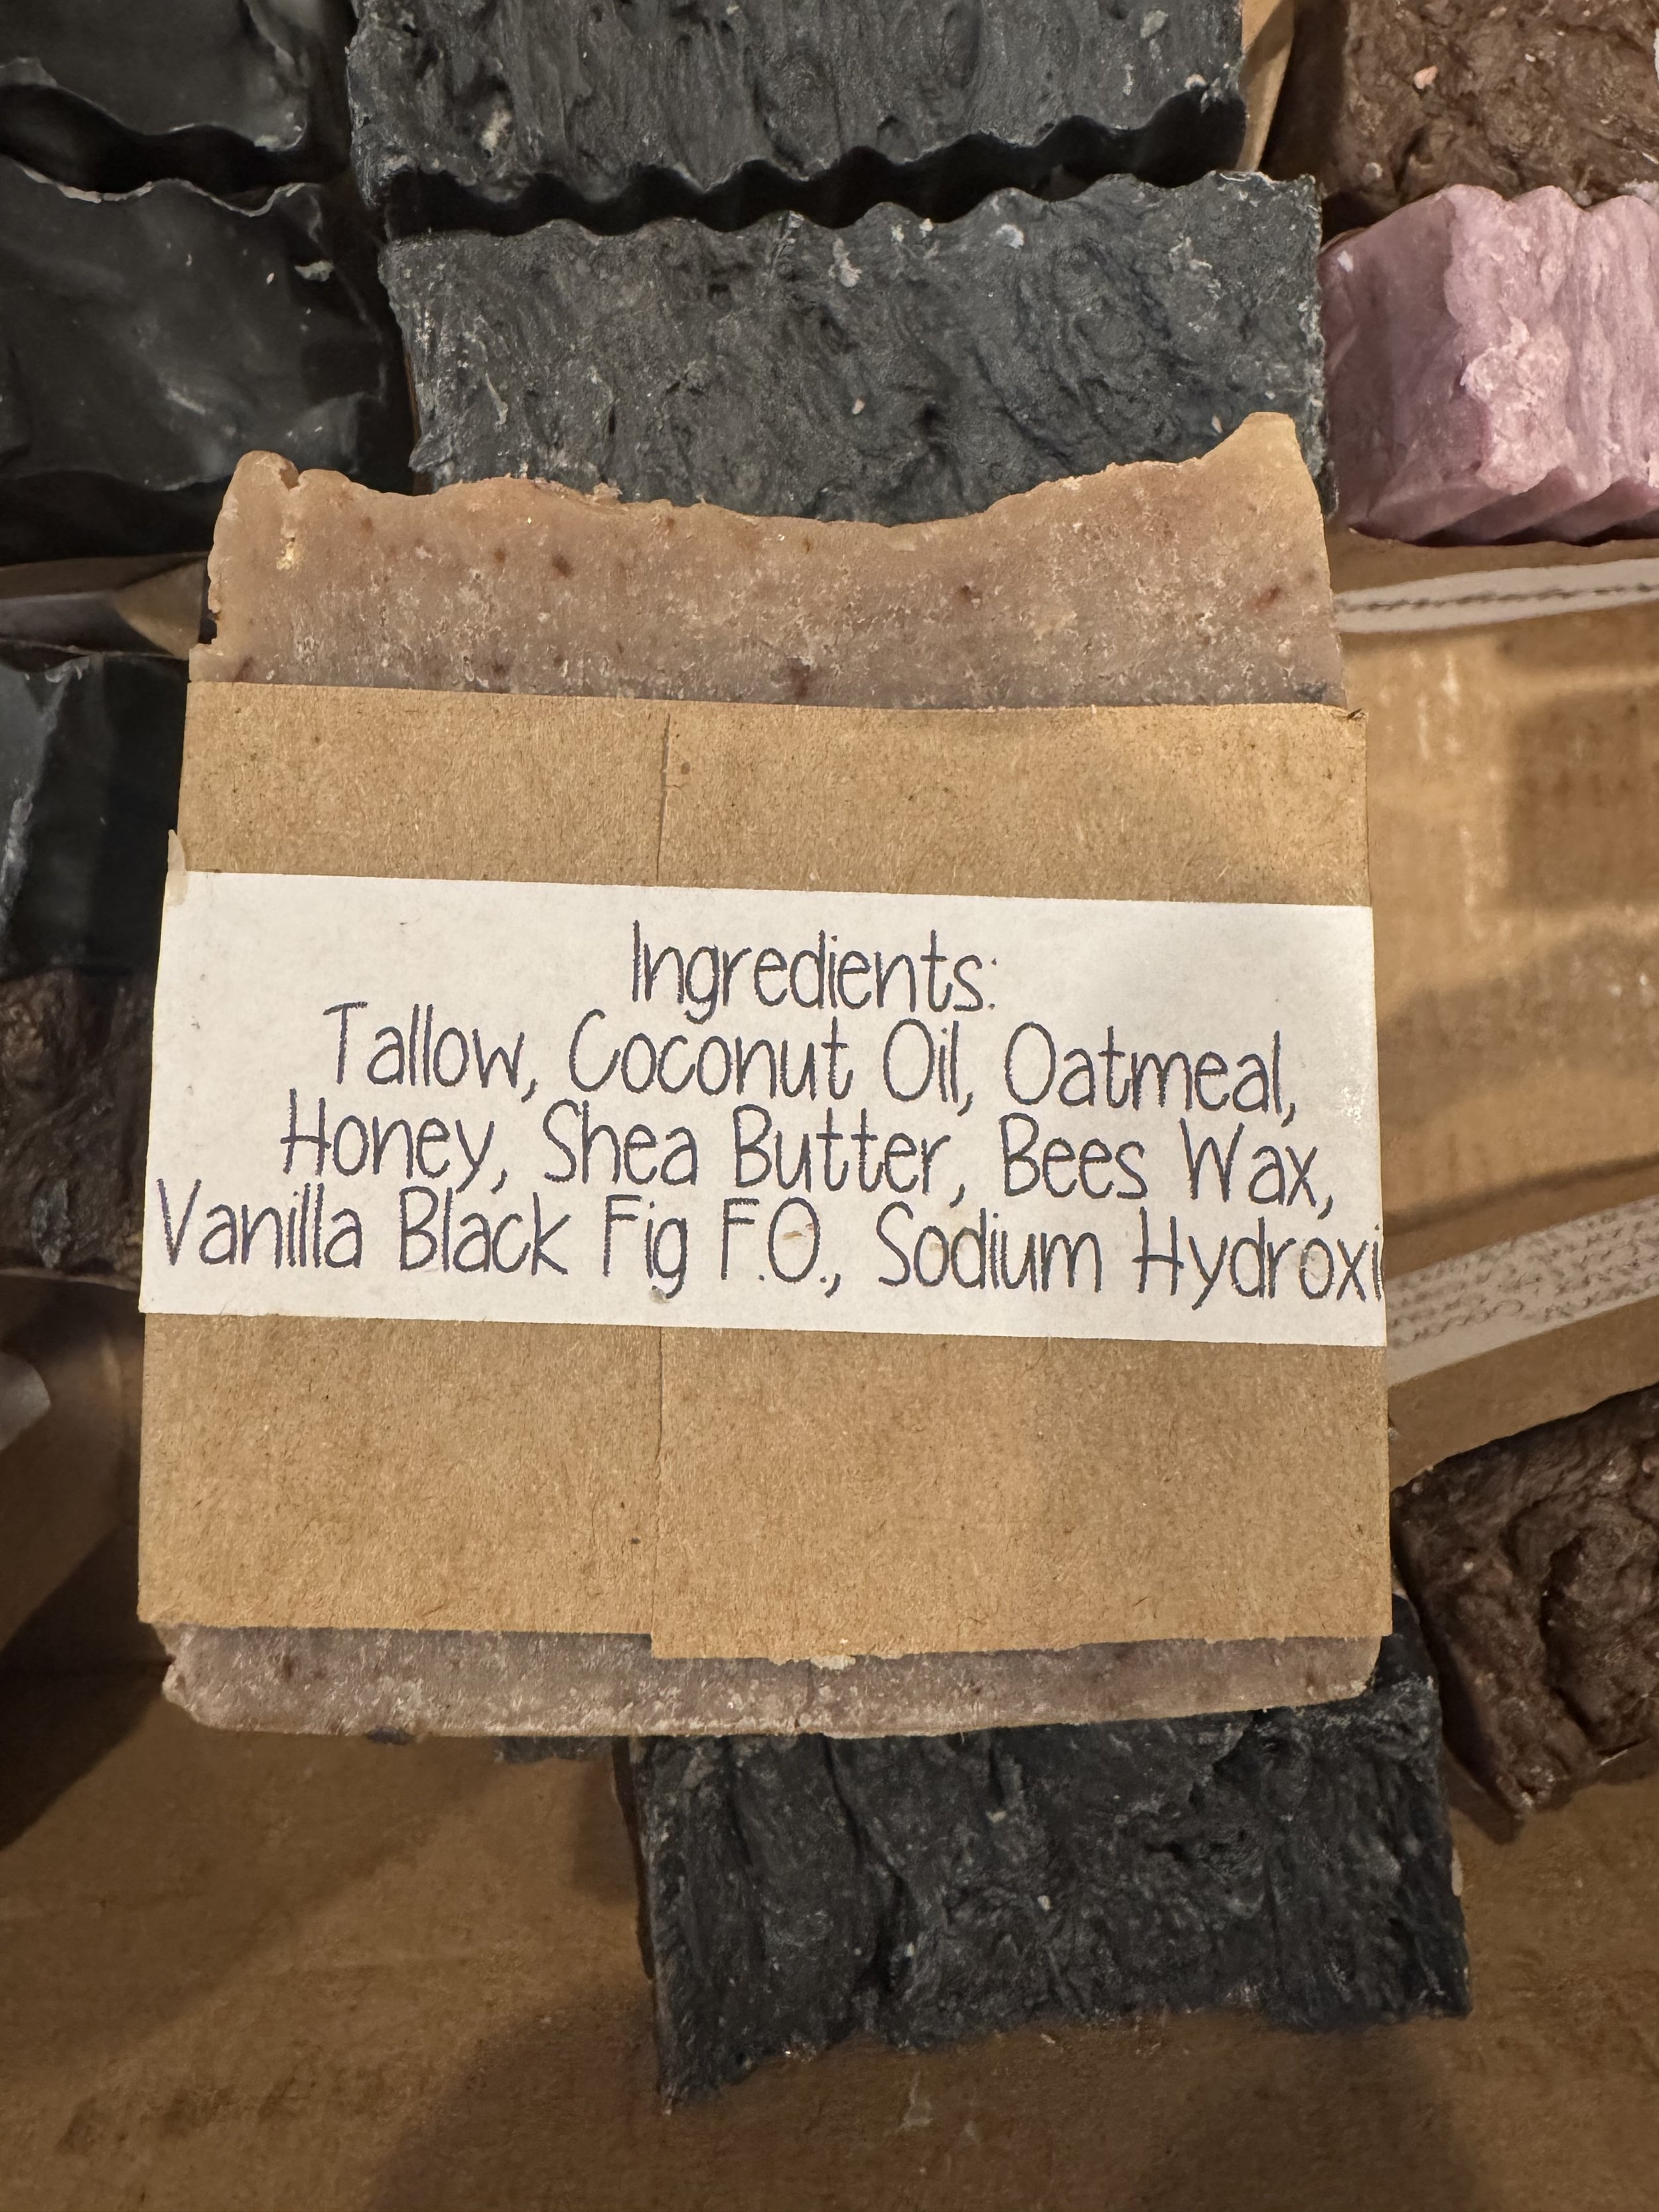 Ingredients:
Tallow, Coconut Oil, Oatmeal,
Honey, Shea Butter, Bees Wax,
Vanilla Black Fig F.O., Sodium Hydroxi